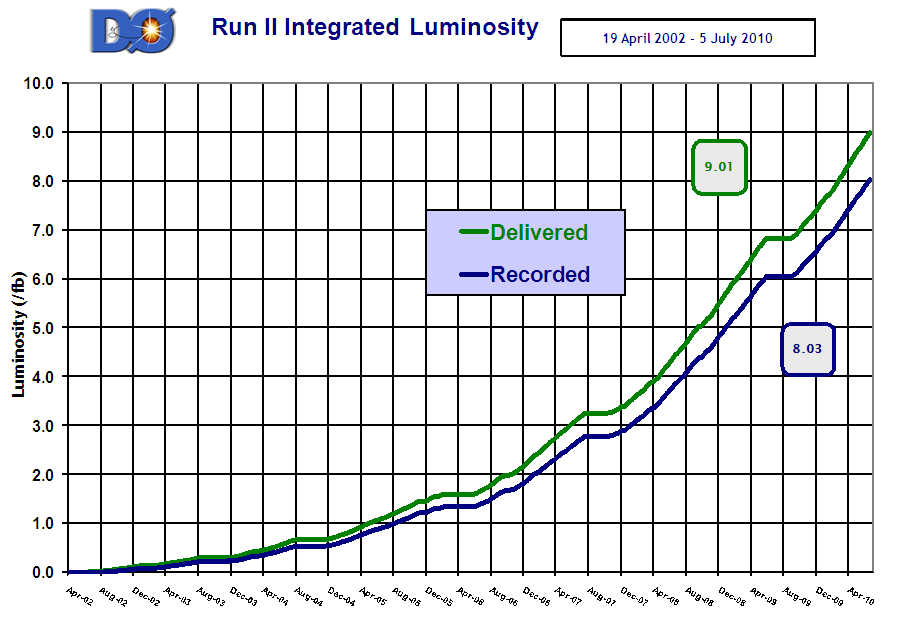 DØ
Run II Integrated Luminosity
19 April 2002 - 5 July 2010
10.0
9.0
8.0
7.0
6.0
5.0
4.0
3.0
2.0
1.0
0.0
Luminosity (/fb)
9.01
Delivered
Recorded
8.03
Apr-02 Aug-02 Dec-02 Apr-03 Aug-03 Dec-03 Apr-04 Aug-04 Dec-04 Apr-05 Aug-05 Dec-05 Apr-06 Aug-06 Dec-06 Apr-07 Aug-07 Dec-07 Apr-08 Aug-08 Dec-08 Apr-09 Aug-09 Dec-09 Apr-10